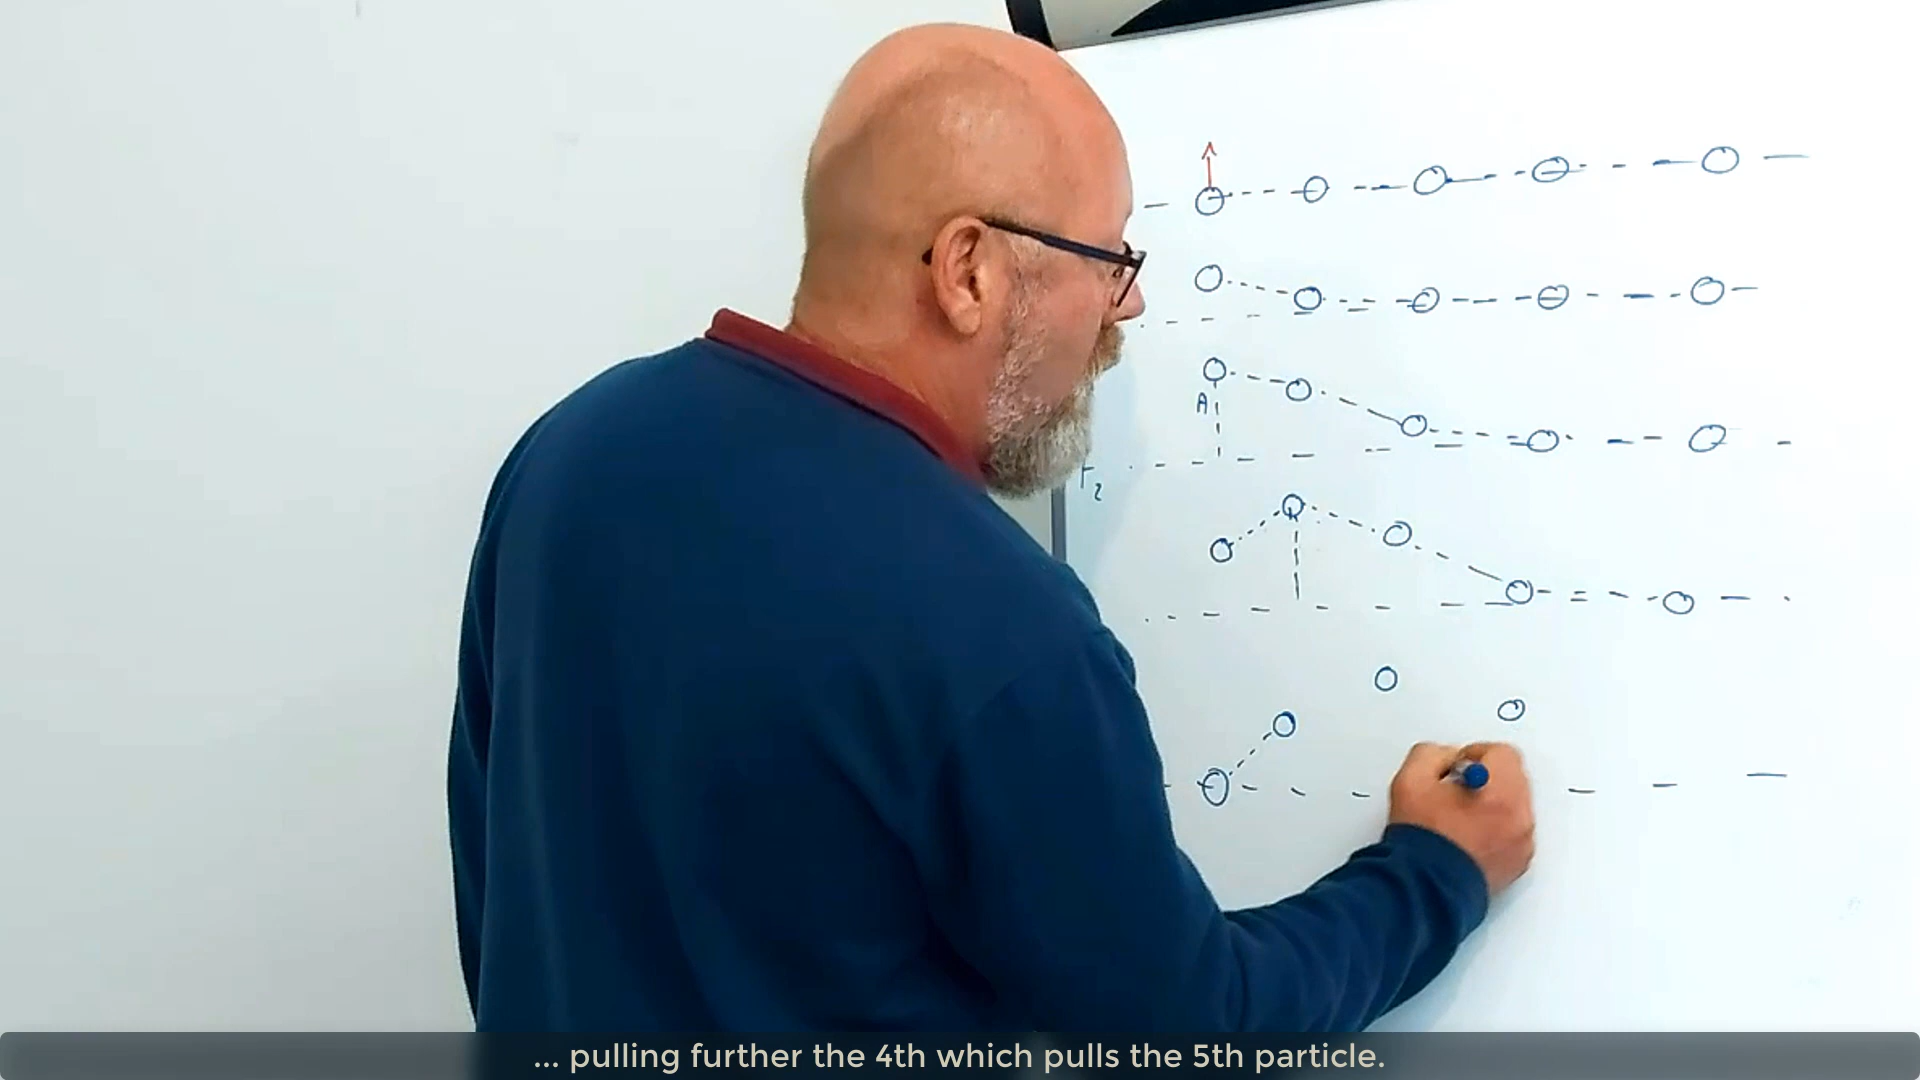 A
t2
... pulling further the 4th which pulls the 5th particle.